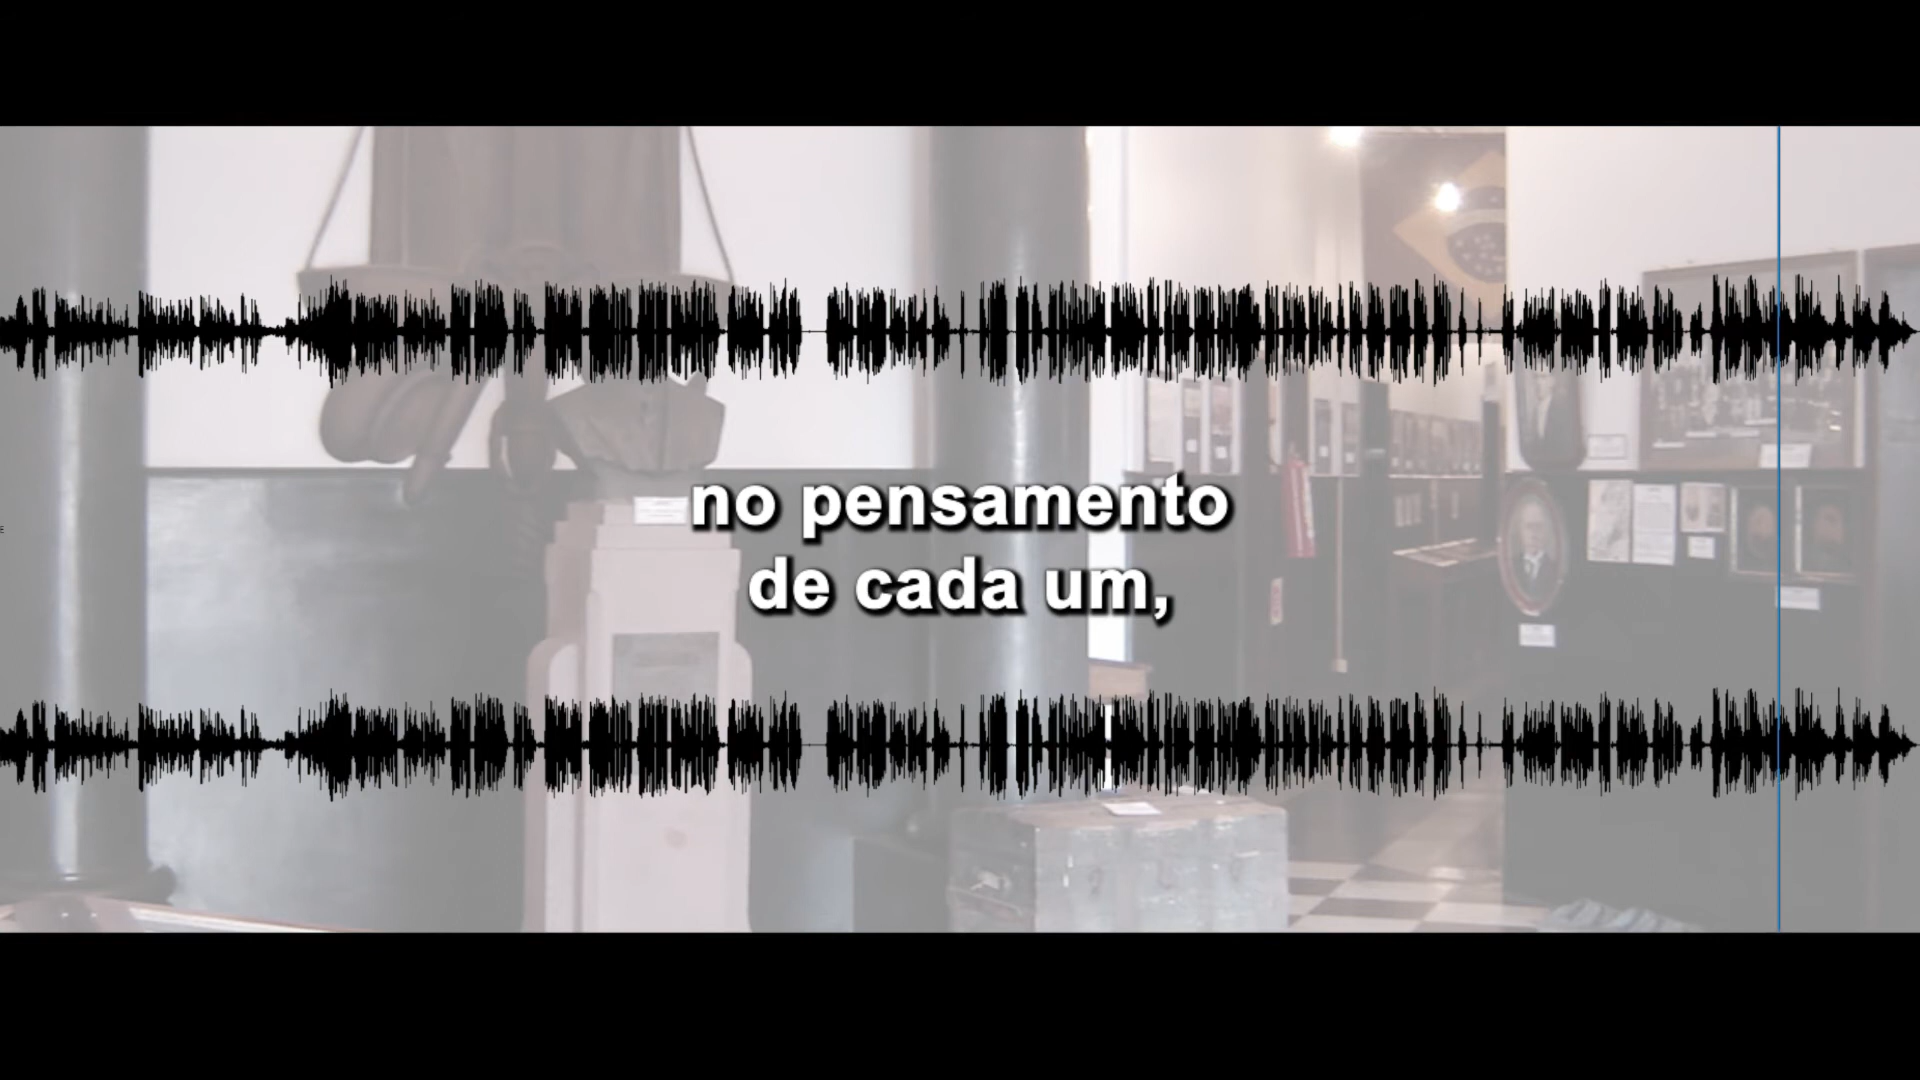 no pensamento
de cada um,